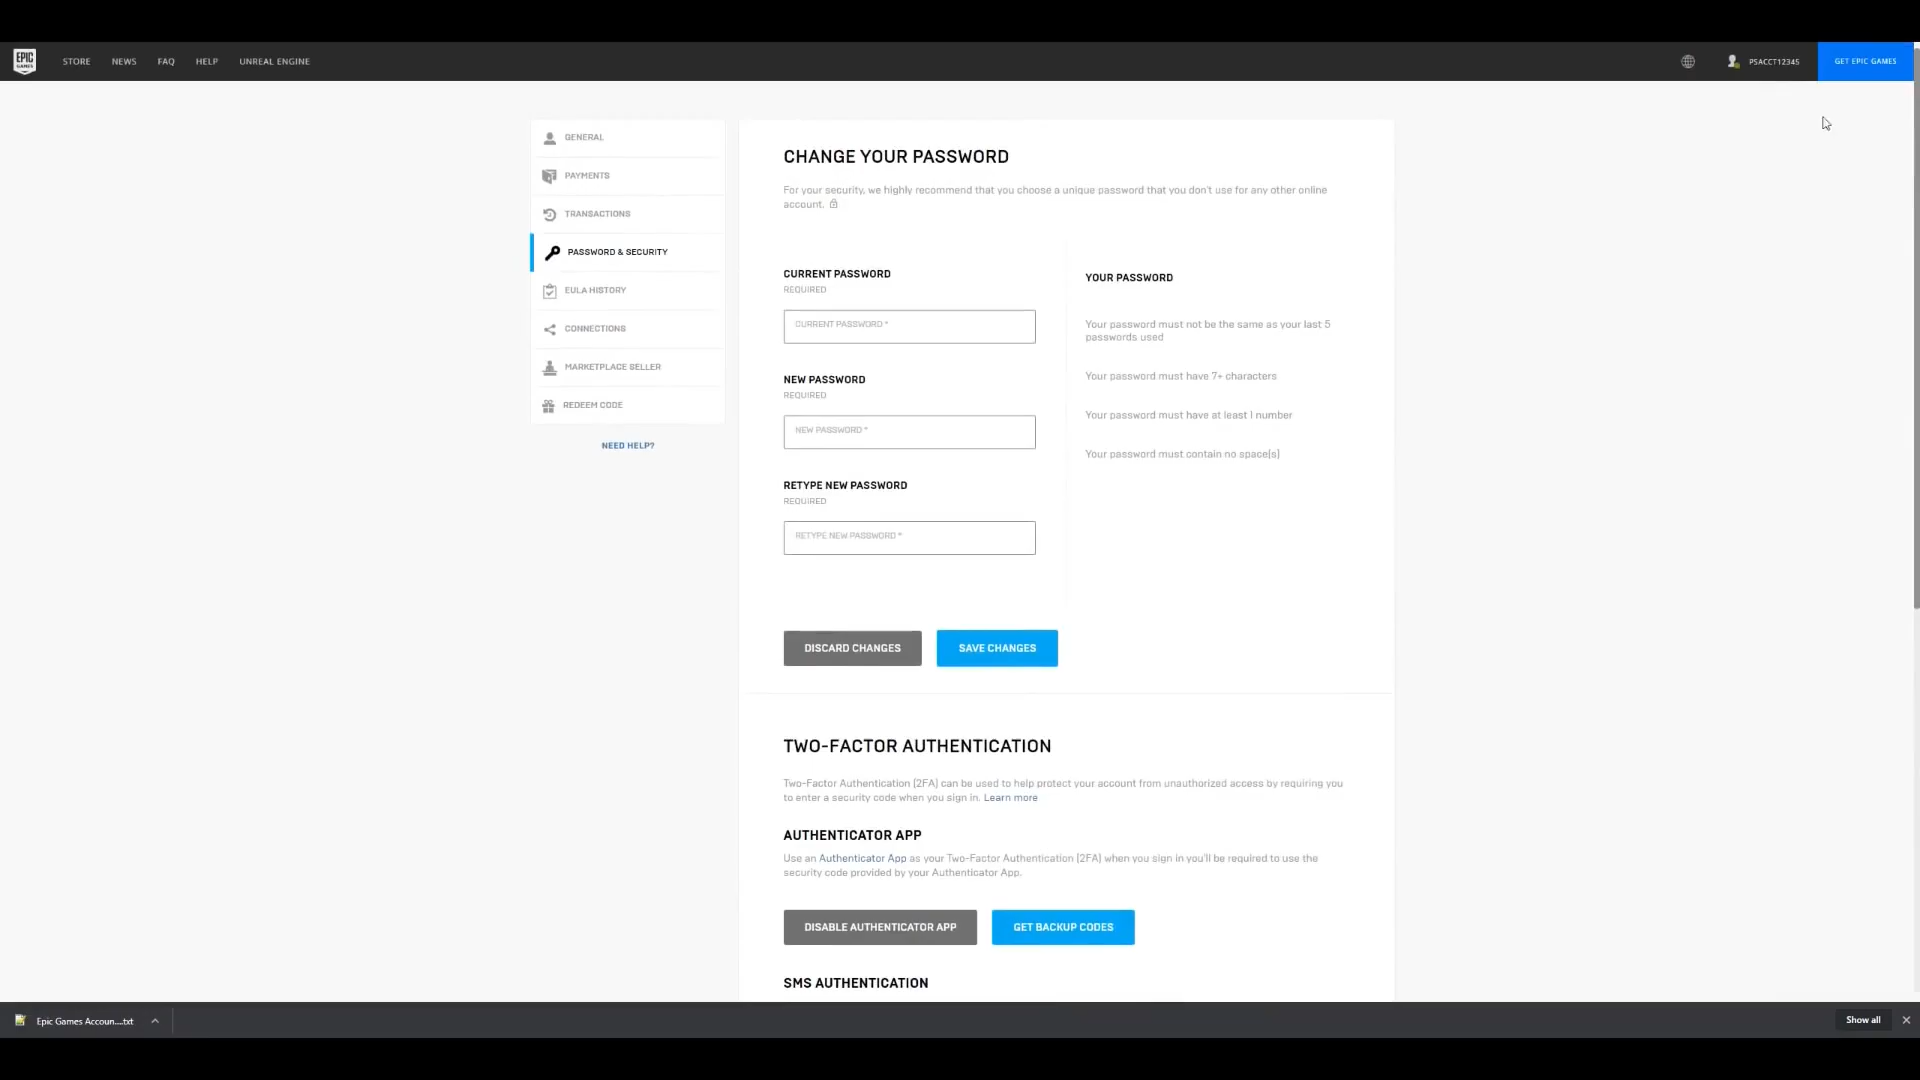 EPIC GAMES
STORE NEWS FAQ HELP UNREAL ENGINE
PSACCT12345 GET EPIC GAMES
GENERAL
PAYMENTS
TRANSACTIONS
PASSWORD & SECURITY
EULA HISTORY
CONNECTIONS
MARKETPLACE SELLER
REDEEM CODE
NEED HELP?
CHANGE YOUR PASSWORD
For your security, we highly recommend that you choose a unique password that you don't use for any other online
account.
CURRENT PASSWORD
REQUIRED
CURRENT PASSWORD *
NEW PASSWORD
REQUIRED
NEW PASSWORD *
RETYPE NEW PASSWORD
REQUIRED
RETYPE NEW PASSWORD *
YOUR PASSWORD
Your password must not be the same as your last 5
passwords used
Your password must have 7+ characters
Your password must have at least 1 number
Your password must contain no space(s)
DISCARD CHANGES SAVE CHANGES
TWO-FACTOR AUTHENTICATION
Two-Factor Authentication (2FA) can be used to help protect your account from unauthorized access by requiring you
to enter a security code when you sign in. Learn more
AUTHENTICATOR APP
Use an Authenticator App as your Two-Factor Authentication (2FA) when you sign in you'll be required to use the
security code provided by your Authenticator App.
DISABLE AUTHENTICATOR APP GET BACKUP CODES
SMS AUTHENTICATION
Epic Games Accoun....txt
Show all